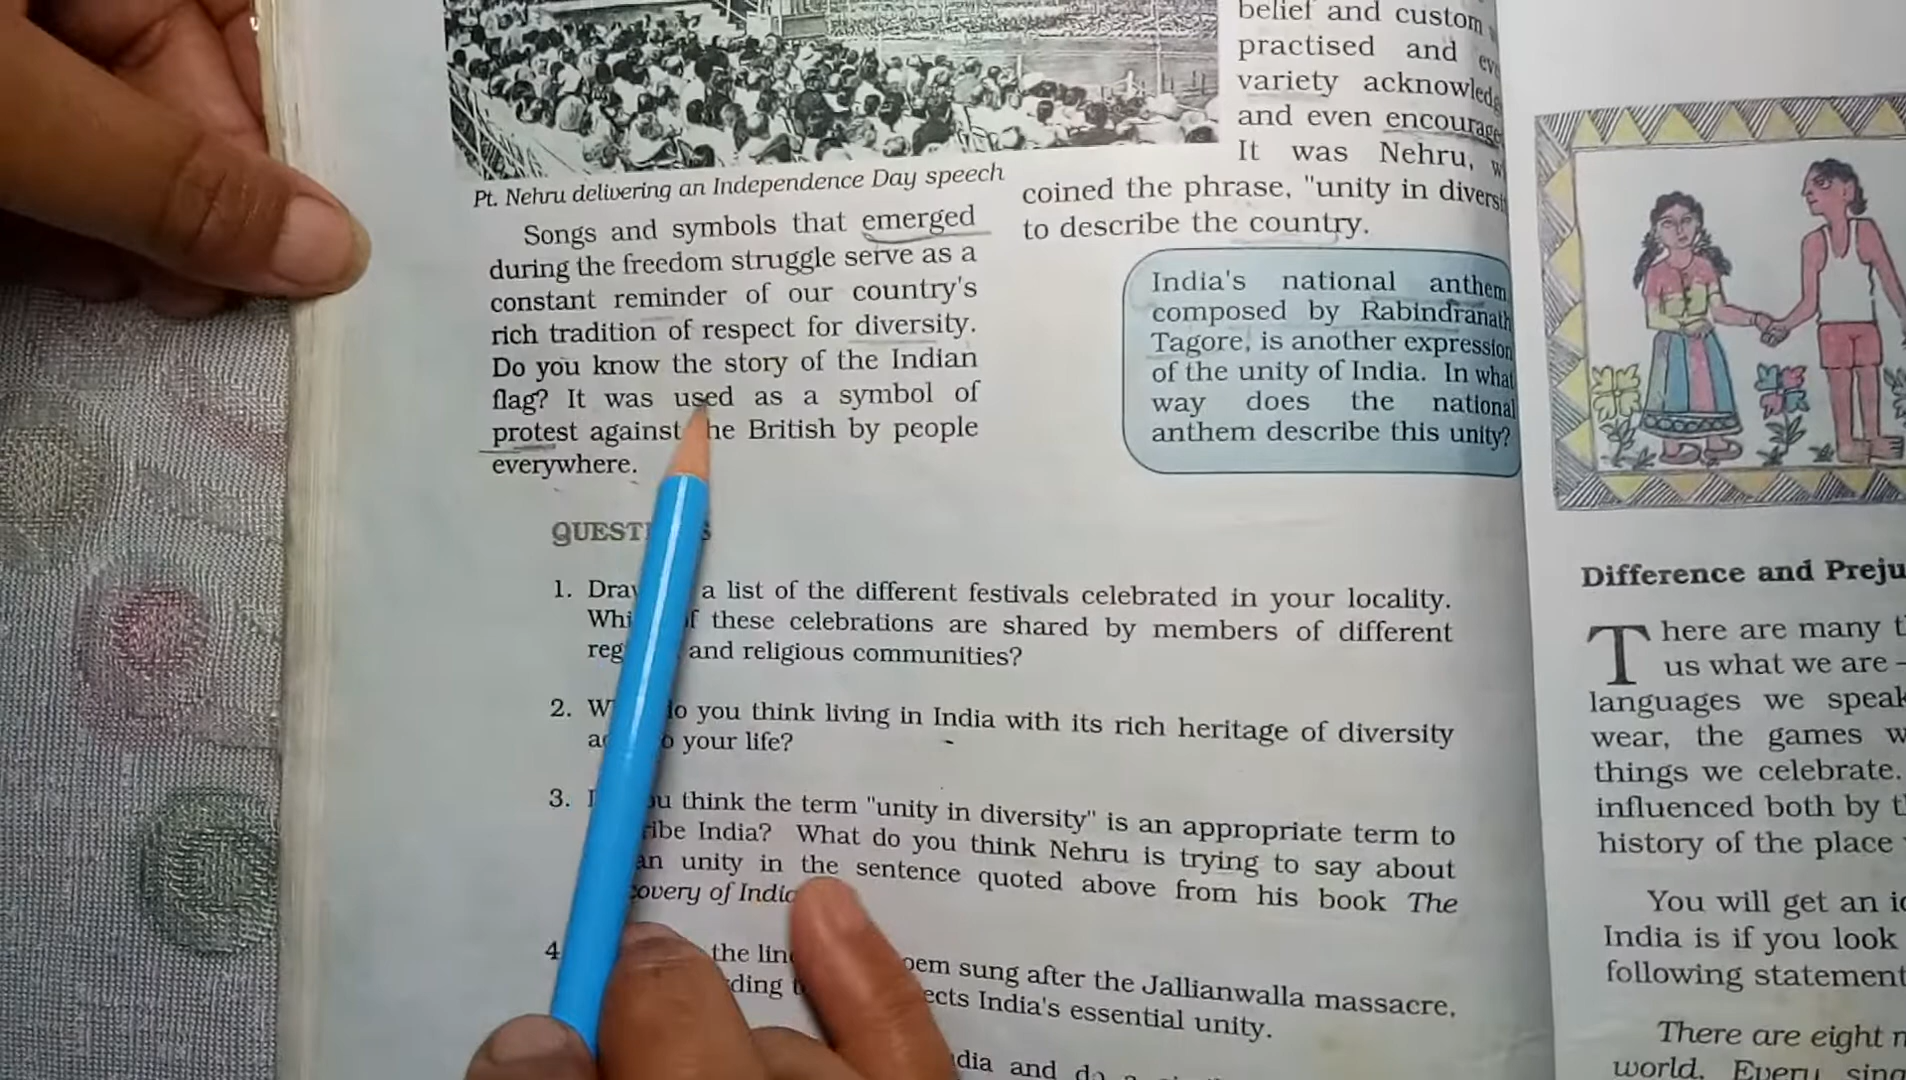 Pt. Nehru delivering an Independence Day speech
Songs and symbols that emerged
during the freedom struggle serve as a
constant reminder of our country's
rich tradition of respect for diversity.
Do you know the story of the Indian
flag? It was used as a symbol of
protest against he British by people
everywhere.
belief and custom
practised and
variety acknowled
and even encourage
It was Nehru,
coined the phrase, "unity in diversi
to describe the country.
India's national anthem
composed by Rabindranath
Tagore, is another expression
of the unity of India. In what
way does the national
anthem describe this unity?
QUEST S
1. Dra a list of the different festivals celebrated in your locality.
Whi f these celebrations are shared by members of different
reg and religious communities?
2. W do you think living in India with its rich heritage of diversity
a o your life?
3. u think the term "unity in diversity" is an appropriate term to
ribe India? What do you think Nehru is trying to say about
an unity in the sentence quoted above from his book The
covery of Indi
4 the lin oem sung after the Jallianwalla massacre,
ding ects India's essential unity.
dia and
Difference and Preju
There are many t
us what we are –
languages we speak
wear, the games w
things we celebrate.
influenced both by t
history of the place
You will get an i
India is if you look
following statement
There are eight
world. Every sing